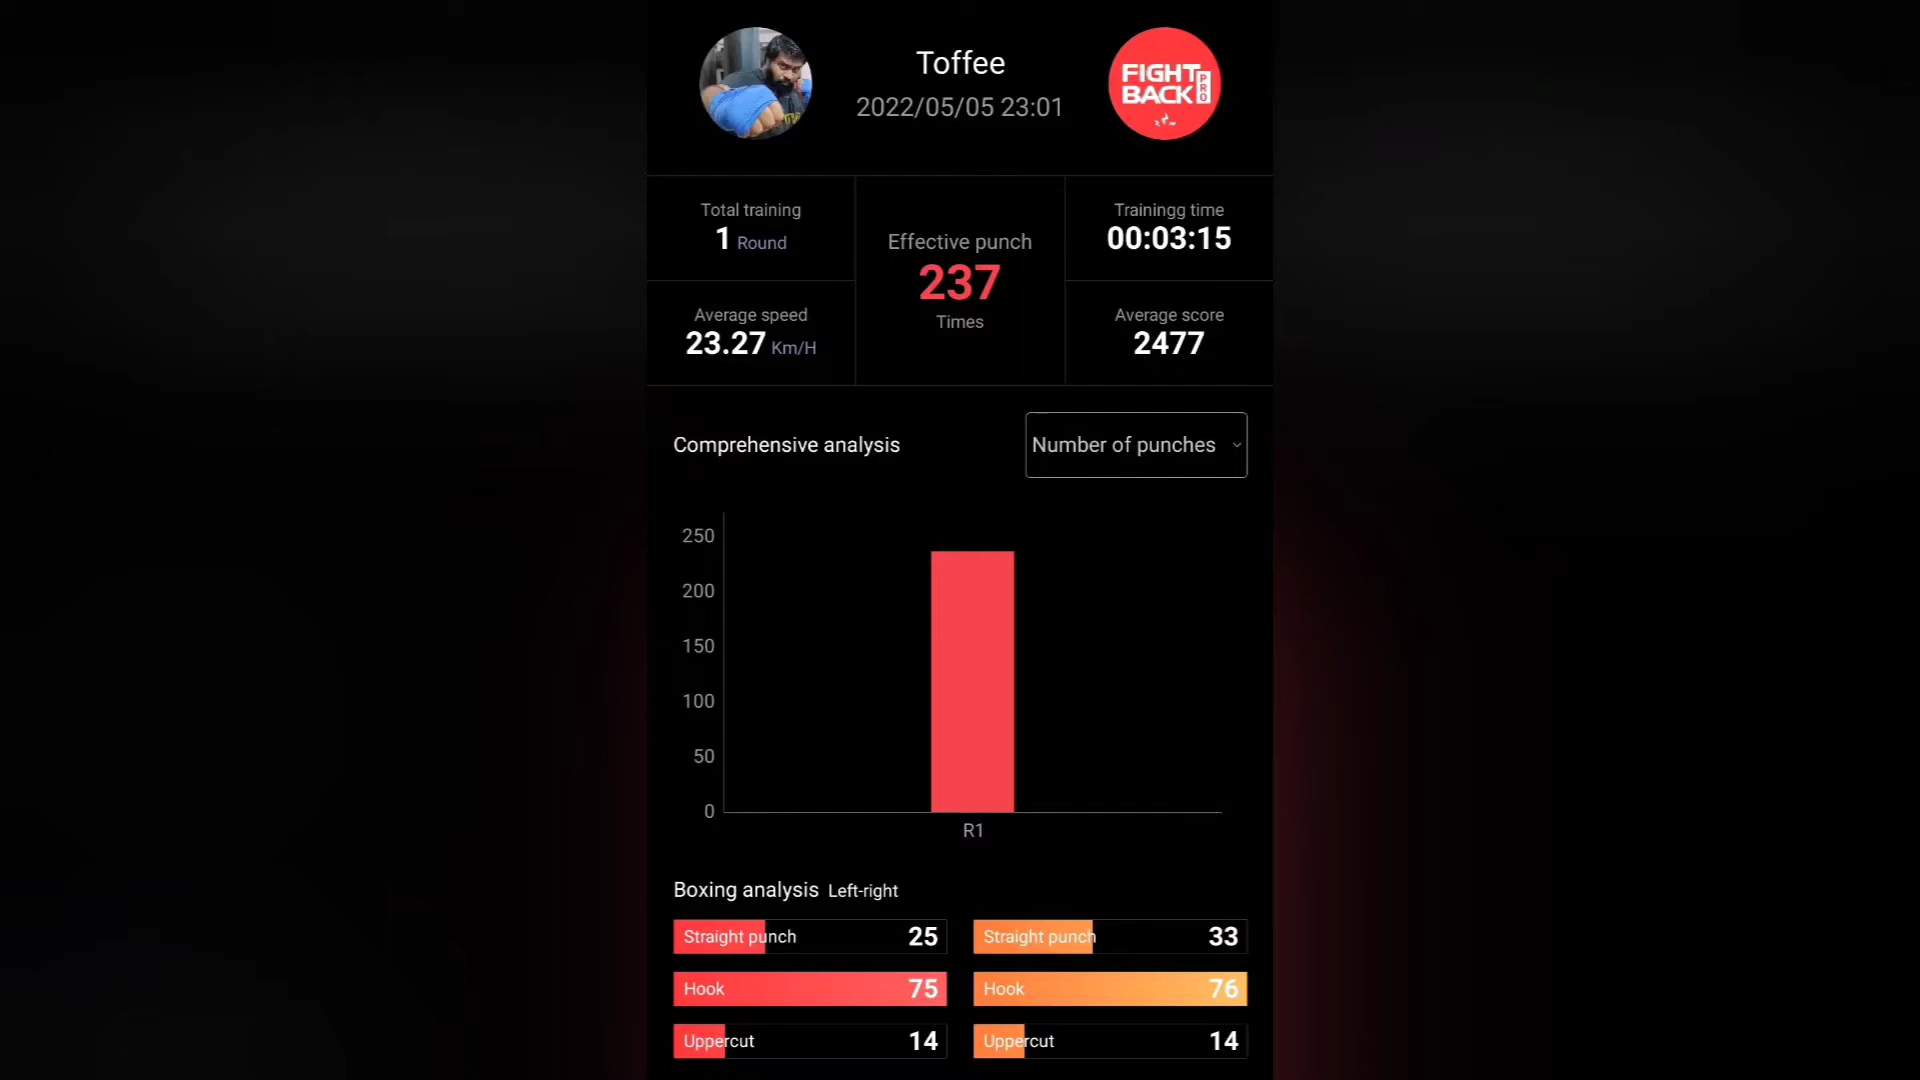 Toffee
2022/05/05 23:01
FIGHT
BACK
PRO
Total training
1 Round
Effective punch
237
Times
Trainingg time
00:03:15
Average speed
23.27 Km/H
Average score
2477
Comprehensive analysis
Number of punches
250
200
150
100
50
0
R1
Boxing analysis Left-right
Straight punch 25
Straight punch 33
Hook 75
Hook 76
Uppercut 14
Uppercut 14